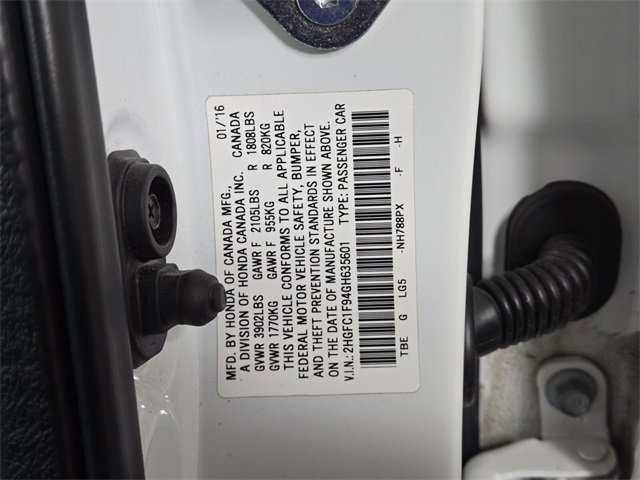 MFD. BY HONDA OF CANADA MFG., 01/16
A DIVISION OF HONDA CANADA INC. CANADA
GVWR 3902LBS GAWR F 2105LBS R 1808LBS
GVWR 1770KG GAWR F 955KG R 820KG
THIS VEHICLE CONFORMS TO ALL APPLICABLE
FEDERAL MOTOR VEHICLE SAFETY, BUMPER,
AND THEFT PREVENTION STANDARDS IN EFFECT
ON THE DATE OF MANUFACTURE SHOWN ABOVE.
V.I.N.:2HGFC1F94GH635601 TYPE: PASSENGER CAR
TBE G LG5 -NH788PX -F -H